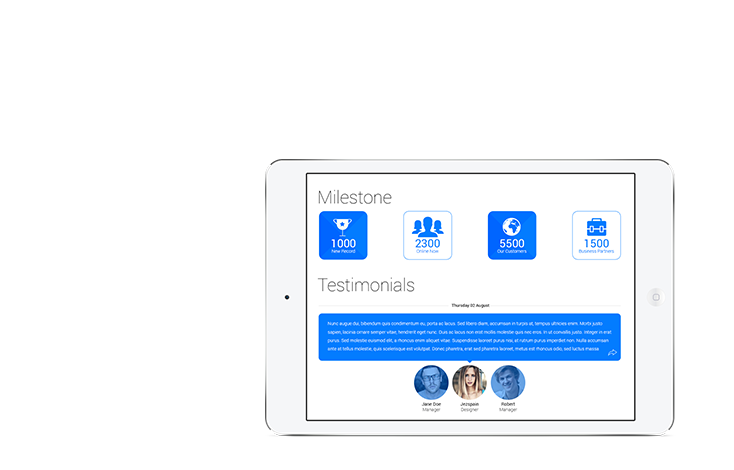 Milestone
1000
New Record
2300
Online Now
5500
Our Customers
1500
Business Partners
Testimonials
Thursday 02 August
Nunc augue dui, bibendum quis condimentum eu, porta ac lacus. Sed libero diam, accumsan in turpis at, tempus ultricies enim. Morbi justo
sapien, lacinia ornare semper vitae, hendrerit eget nunc. Duis ac lacus non erat mollis molestie quis nec eros. In ut convallis justo. Integer in erat
purus. Sed molestie euismod elit, a rhoncus enim aliquet vitae. Suspendisse laoreet purus nisi, at rutrum purus imperdiet non. Nulla accumsan
ante at tellus molestie, quis scelerisque est volutpat. Donec pharetra, erat sed pharetra laoreet, metus est rhoncus odio, sed luctus massa.
Jane Doe
Manager
Jezspain
Designer
Robert
Manager